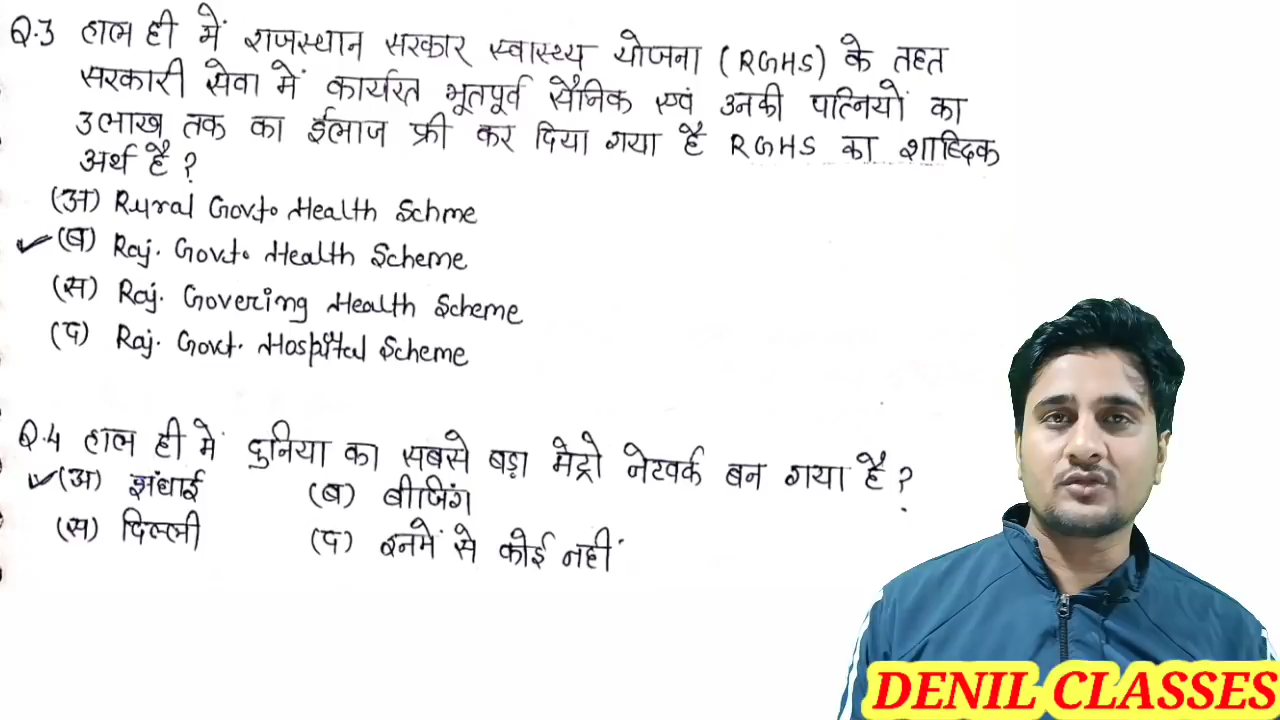 Q.3 हाल ही में राजस्थान सरकार स्वास्थ्य योजना (RGHS) के तहत
सरकारी सेवा में कार्यरत भूतपूर्व सैनिक एवं उनकी पत्नियों का
3लाख तक का ईलाज फ्री कर दिया गया है RGHS का शाब्दिक
अर्थ है ?
(अ) Rural Govt. Health Schme
(ब) Raj. Govt. Health Scheme
(स) Raj. Govering Health Scheme
(द) Raj. Govt. Hospital Scheme
Q.4 हाल ही में दुनिया का सबसे बड़ा मेट्रो नेटवर्क बन गया है ?
(अ) शंघाई (ब) बीजिंग
(स) दिल्ली (द) इनमें से कोई नहीं
DENIL CLASSES